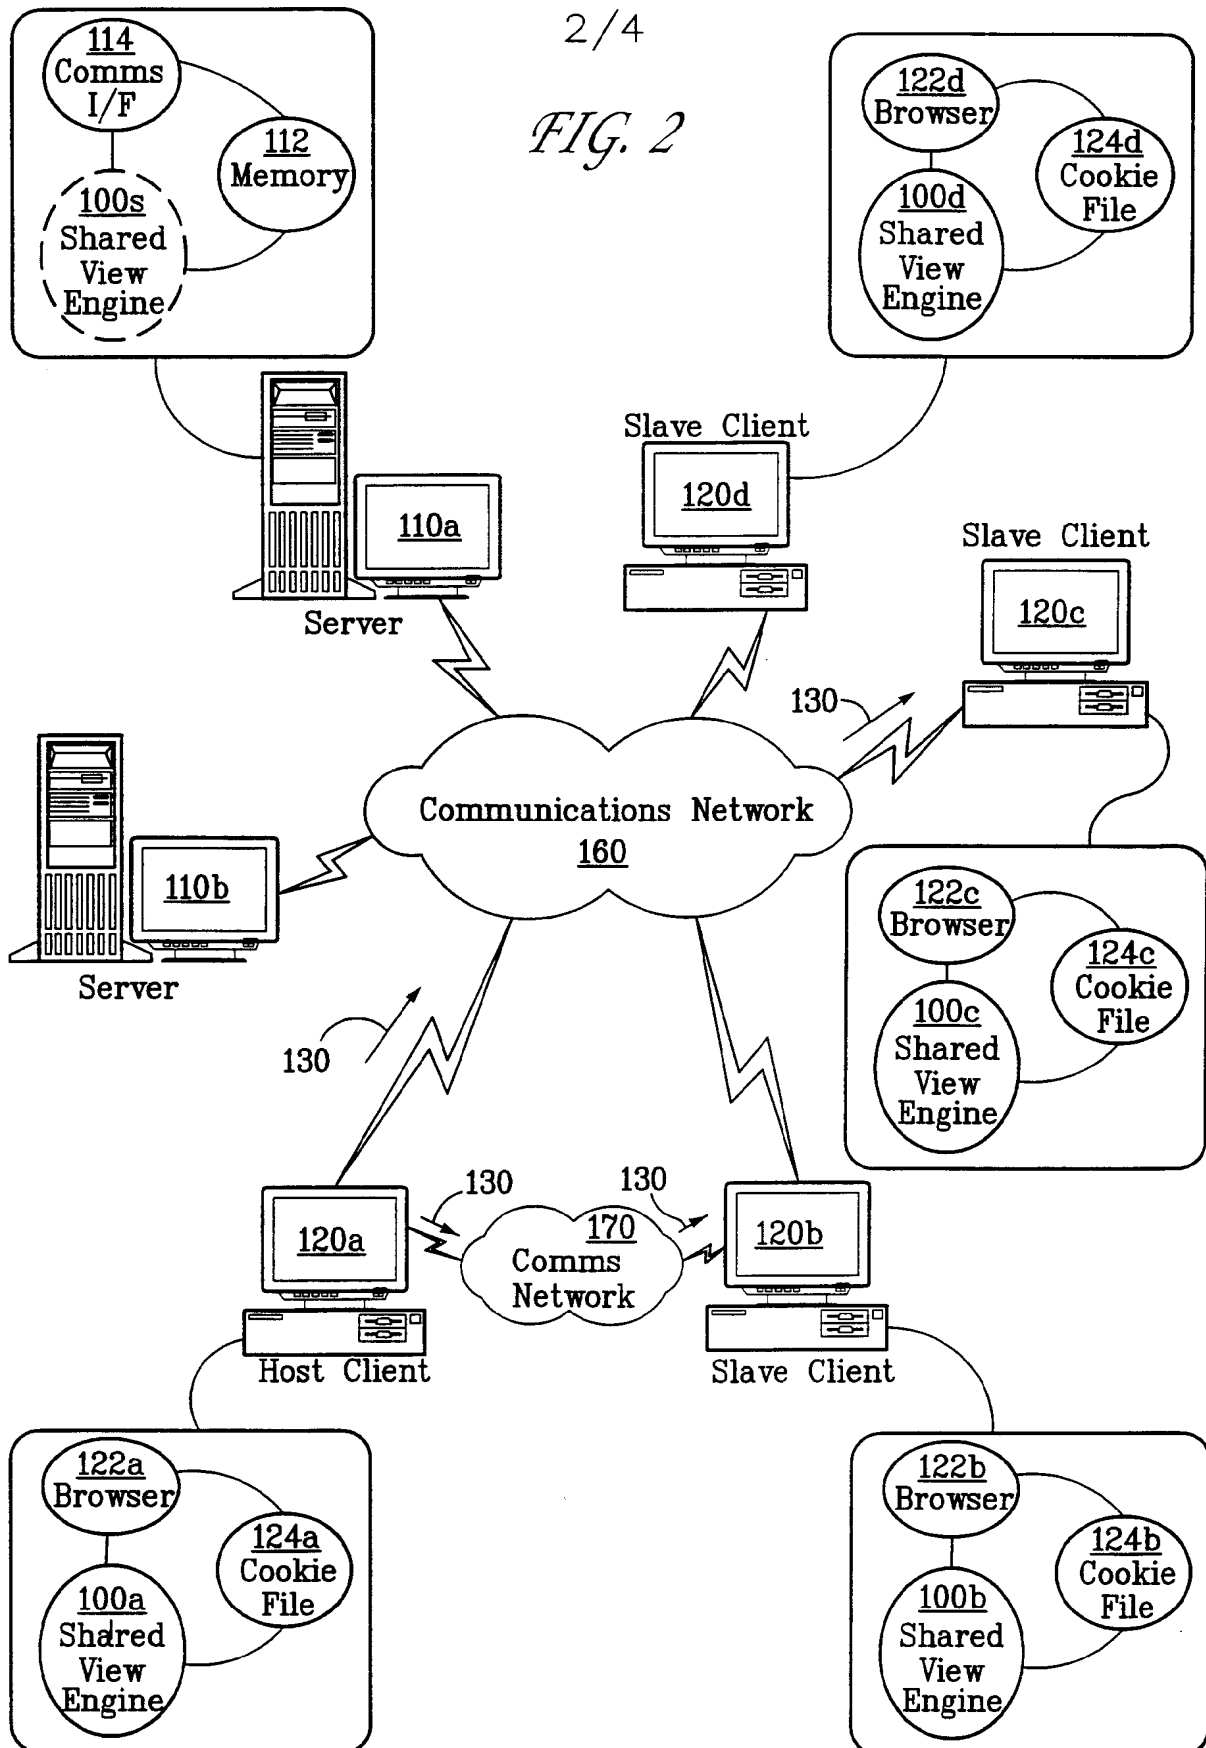 2/4
FIG. 2
114
Comms
I/F
112
Memory
100s
Shared
View
Engine
122d
Browser
124d
Cookie
File
100d
Shared
View
Engine
110a
Server
Slave Client
120d
Slave Client
120c
130
Communications Network
160
110b
Server
122c
Browser
124c
Cookie
File
100c
Shared
View
Engine
130
120a
Host Client
130
170
Comms
Network
130
120b
Slave Client
122a
Browser
124a
Cookie
File
100a
Shared
View
Engine
122b
Browser
124b
Cookie
File
100b
Shared
View
Engine